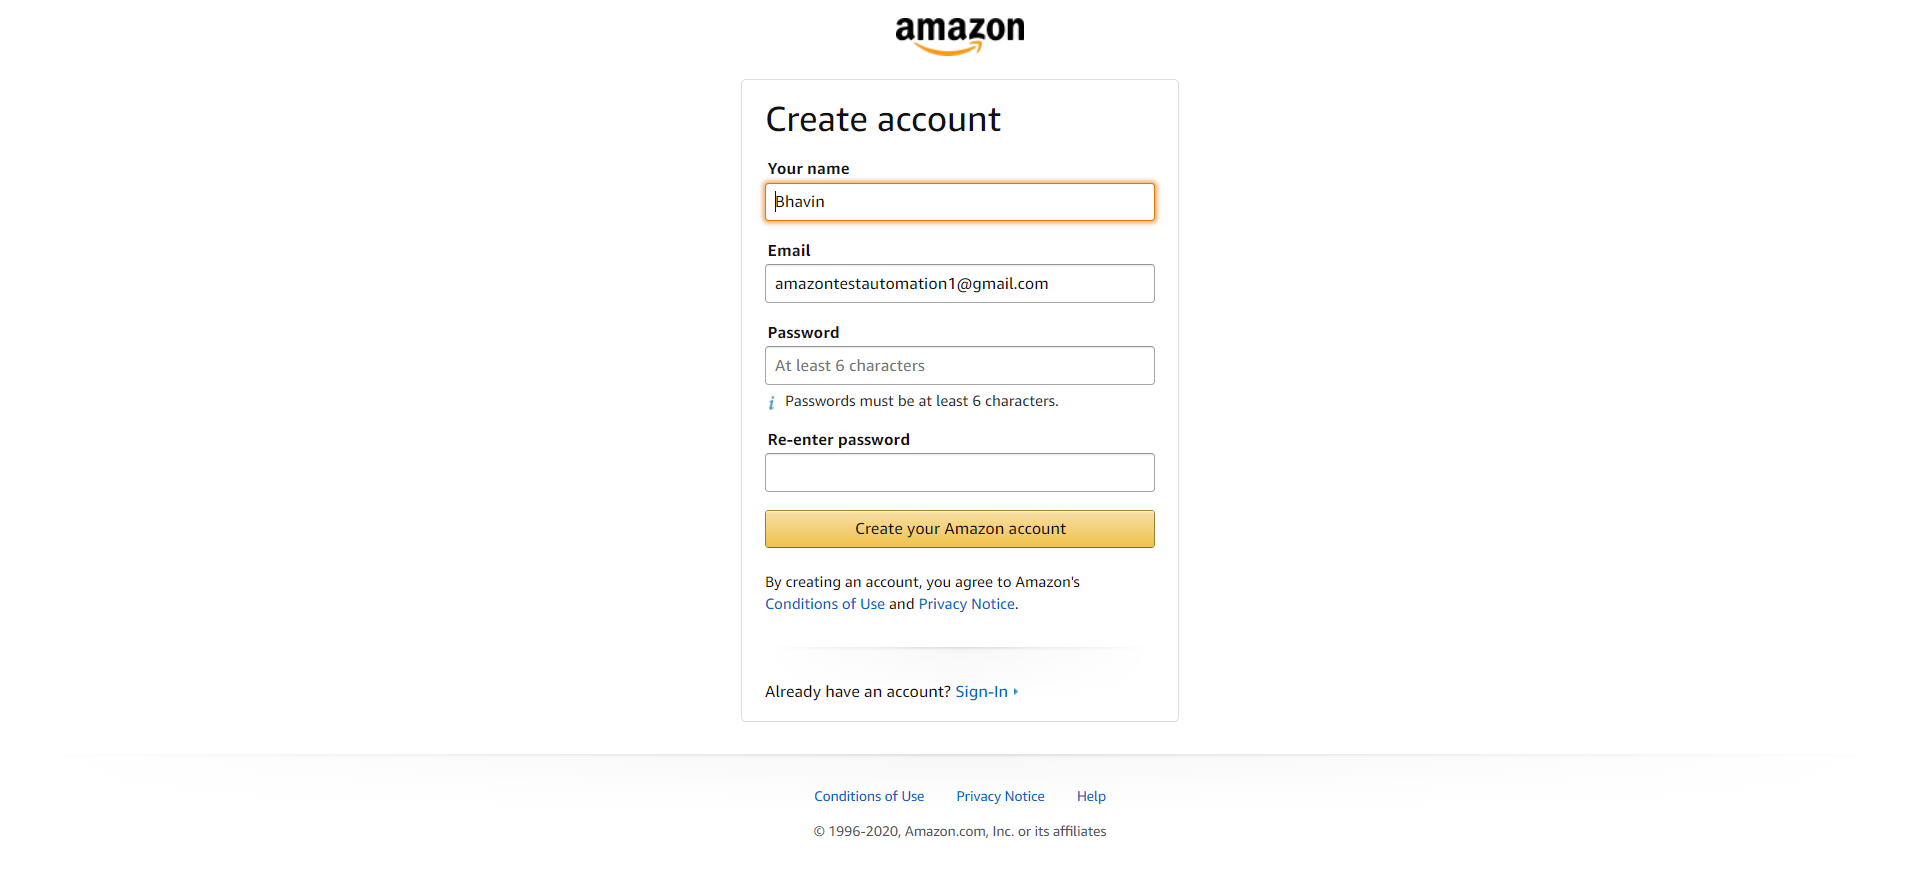 amazon
Create account
Your name
Bhavin
Email
amazontestautomation1@gmail.com
Password
At least 6 characters
i Passwords must be at least 6 characters.
Re-enter password
Create your Amazon account
By creating an account, you agree to Amazon's
Conditions of Use and Privacy Notice.
Already have an account? Sign-In
Conditions of Use Privacy Notice Help
© 1996-2020, Amazon.com, Inc. or its affiliates